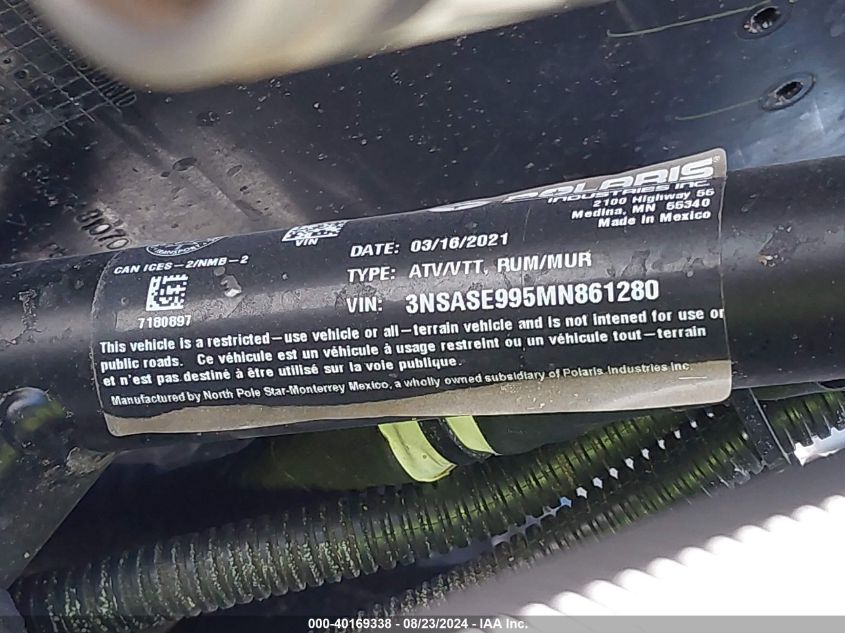 POLARIS
INDUSTRIES INC.
2100 Highway 55
Medina, MN 55340
Made in Mexico
VIN
DATE: 03/16/2021
CAN ICES-2/NMB-2
TYPE: ATV/VTT, RUM/MUR
VIN: 3NSASE995MN861280
7180897
This vehicle is a restricted-use vehicle or all-terrain vehicle and is not intended for use on
public roads. Ce véhicule est un véhicule à usage restreint ou un véhicule tout-terrain
et n'est pas destiné à être utilisé sur la voie publique.
Manufactured by North Pole Star-Monterrey Mexico, a wholly owned subsidiary of Polaris Industries Inc.
000-40169338 - 08/23/2024 - IAA Inc.